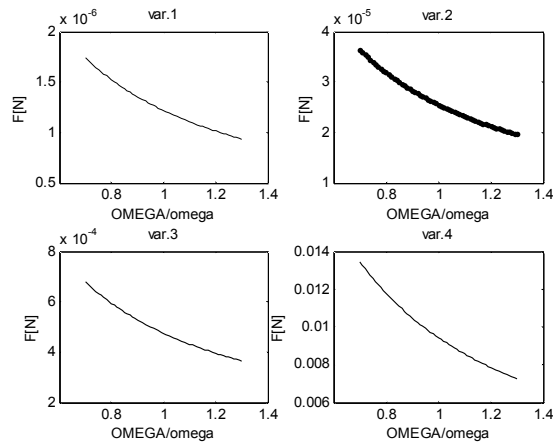 x 10^-6
var.1
2
1.5
1
0.5
F[N]
0.8 1 1.2 1.4
OMEGA/omega
x 10^-5
var.2
4
3
2
1
F[N]
0.8 1 1.2 1.4
OMEGA/omega
x 10^-4
var.3
8
6
4
2
F[N]
0.8 1 1.2 1.4
OMEGA/omega
var.4
0.014
0.012
0.01
0.008
0.006
F[N]
0.8 1 1.2 1.4
OMEGA/omega